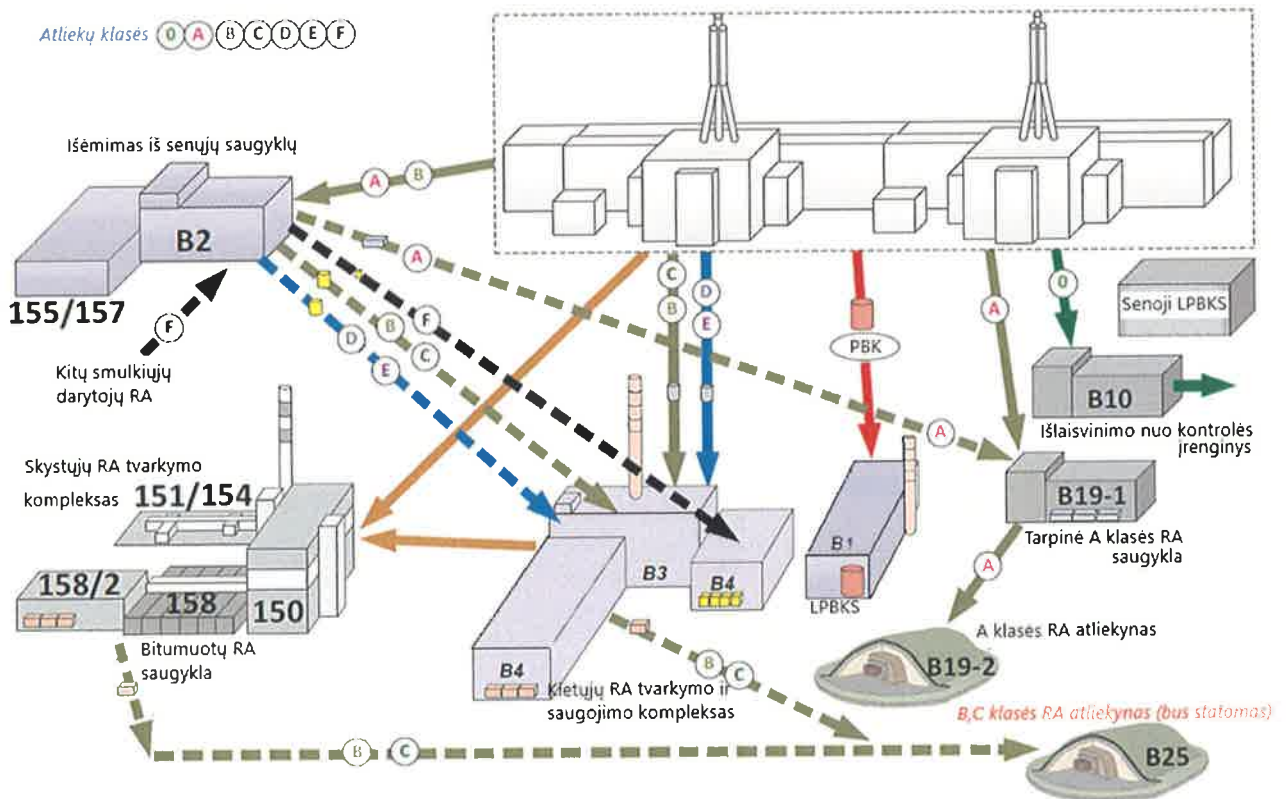 Atliekų klasės 0 A B C D E F
Išėmimas iš senųjų saugyklų
B2
155/157
A B
A
F
B
C
D
E
F
Kitų smulkiųjų
darytojų RA
C
B
D
E
PBK
A
0
Senoji LPBKS
B10
Išlaisvinimo nuo kontrolės
įrenginys
A
B19-1
Tarpinė A klasės RA
saugykla
A
A klasės RA atliekynas
B19-2
Skystųjų RA tvarkymo
kompleksas 151/154
158/2
158
150
Bitumuotų RA
saugykla
B3
B4
B4
Kietųjų RA tvarkymo ir
saugojimo kompleksas
B1
LPBKS
B C
B,C klasės RA atliekynas (bus statomas)
B C
B25